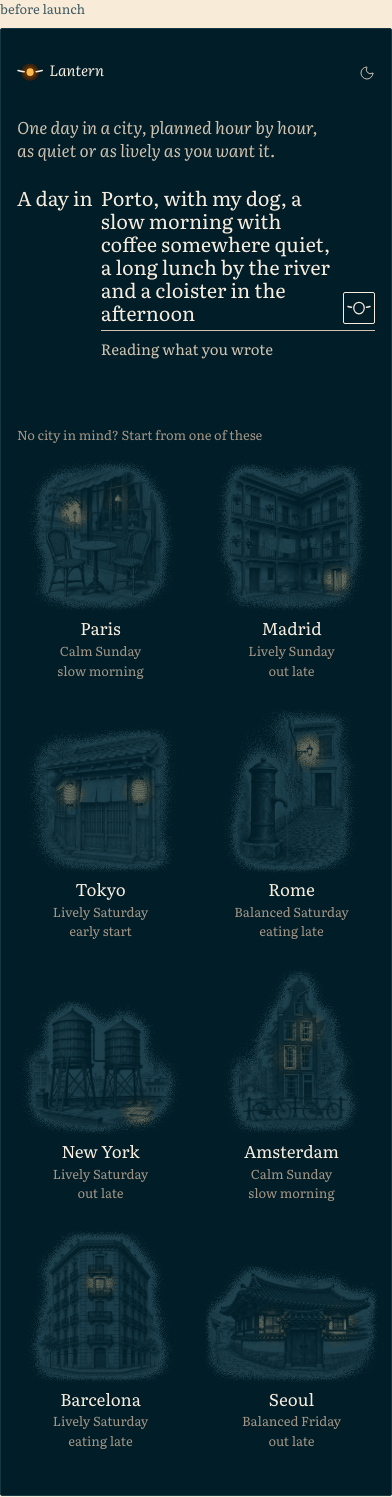 before launch
Lantern
One day in a city, planned hour by hour,
as quiet or as lively as you want it.
A day in Porto, with my dog, a
slow morning with
coffee somewhere quiet,
a long lunch by the river
and a cloister in the
afternoon
Reading what you wrote
No city in mind? Start from one of these
Paris
Calm Sunday
slow morning
Madrid
Lively Sunday
out late
Tokyo
Lively Saturday
early start
Rome
Balanced Saturday
eating late
New York
Lively Saturday
out late
Amsterdam
Calm Sunday
slow morning
Barcelona
Lively Saturday
eating late
Seoul
Balanced Friday
out late